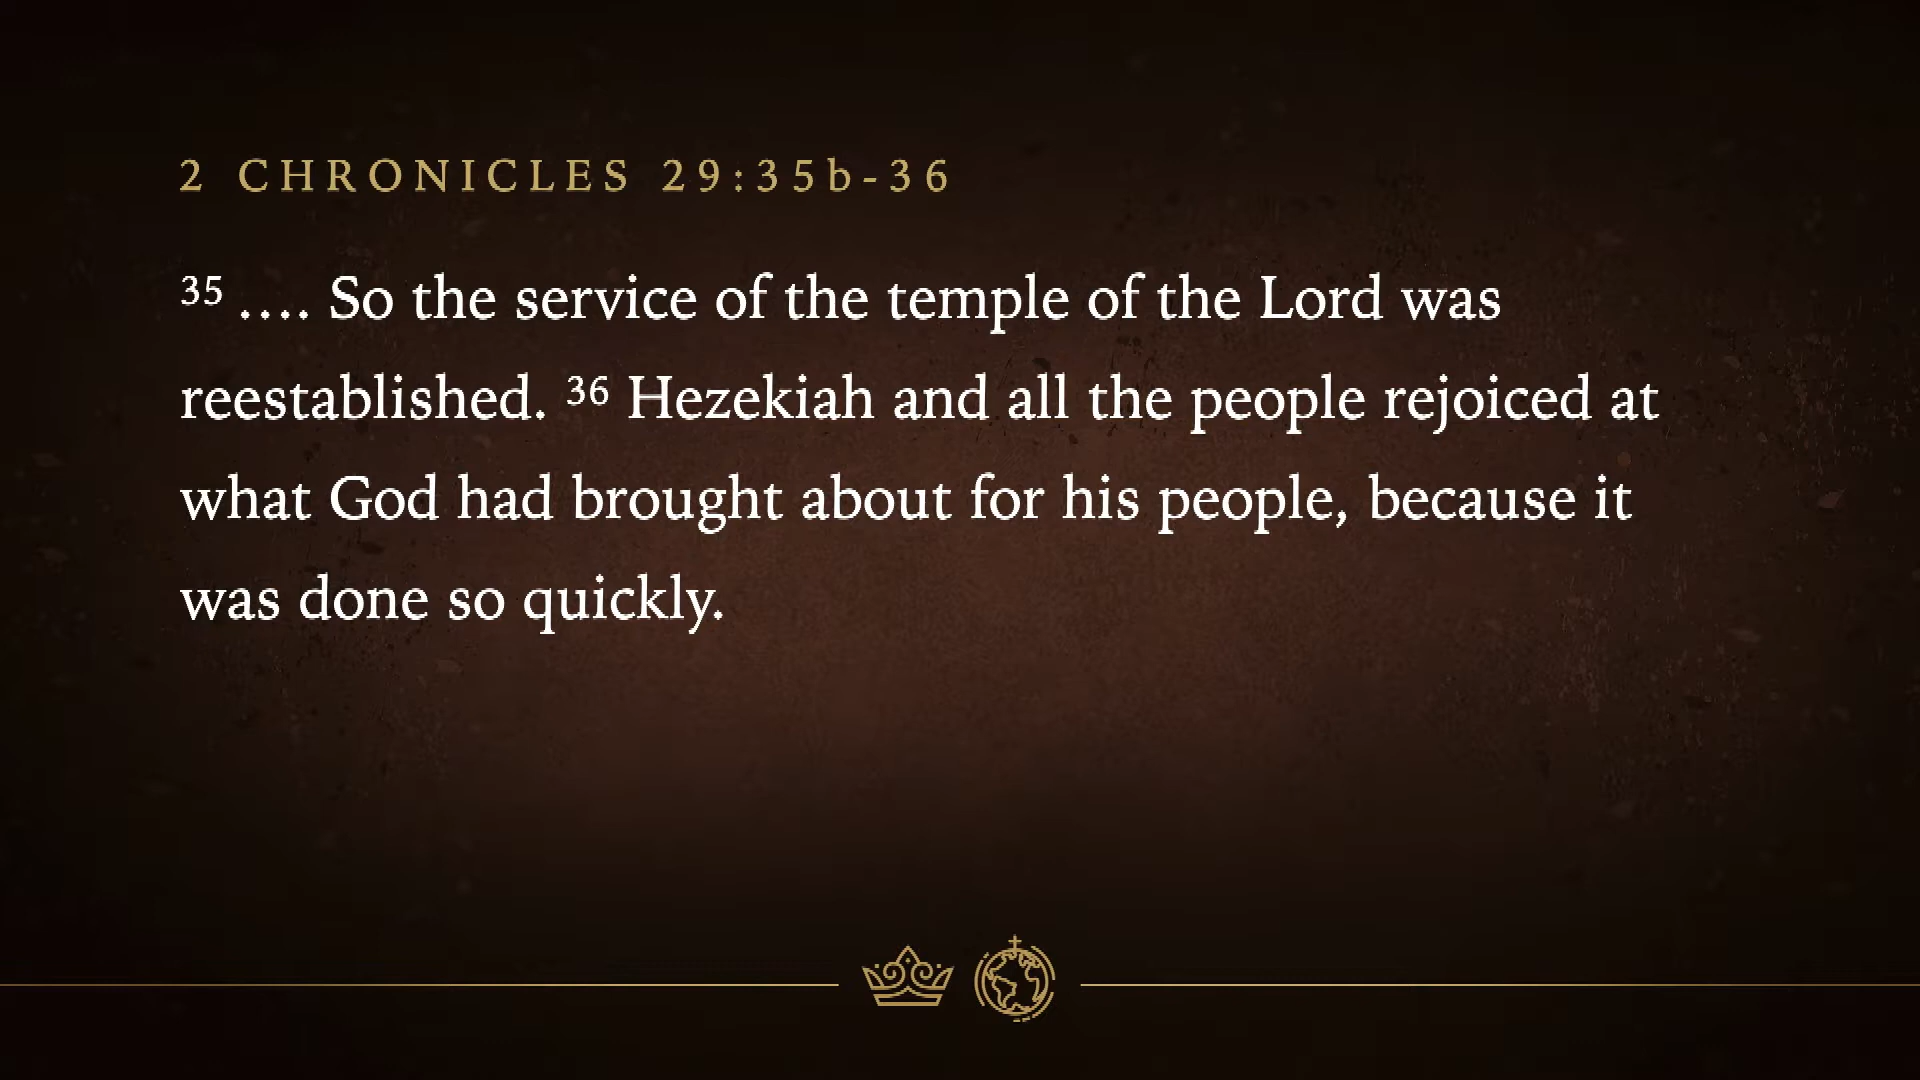 2 CHRONICLES 29:35b-36
35 .... So the service of the temple of the Lord was
reestablished. 36 Hezekiah and all the people rejoiced at
what God had brought about for his people, because it
was done so quickly.